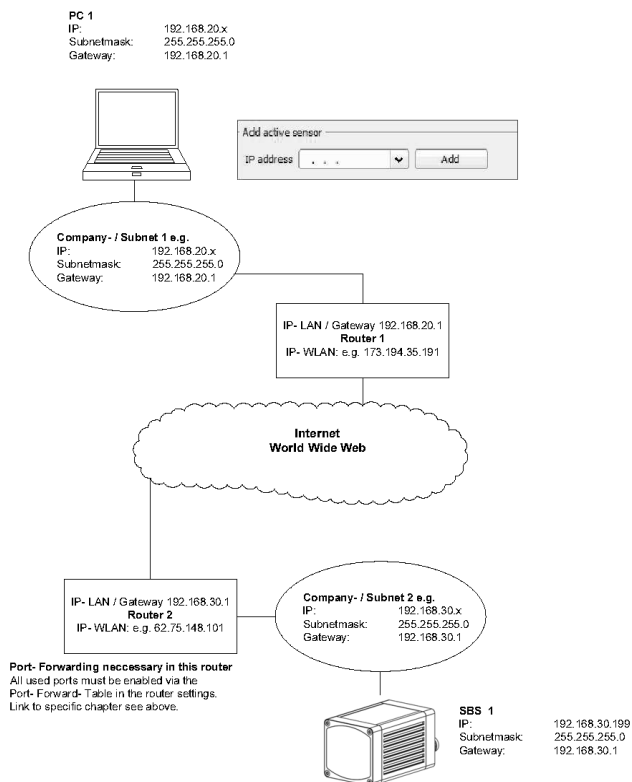 PC 1
IP: 192.168.20.x
Subnetmask: 255.255.255.0
Gateway: 192.168.20.1
Add active sensor
IP address . . . Add
Company- / Subnet 1 e.g.
IP: 192.168.20.x
Subnetmask: 255.255.255.0
Gateway: 192.168.20.1
IP- LAN / Gateway 192.168.20.1
Router 1
IP- WLAN: e.g. 173.194.35.191
Internet
World Wide Web
IP- LAN / Gateway 192.168.30.1
Router 2
IP- WLAN: e.g. 62.75.148.101
Company- / Subnet 2 e.g.
IP: 192.168.30.x
Subnetmask: 255.255.255.0
Gateway: 192.168.30.1
Port- Forwarding neccessary in this router
All used ports must be enabled via the
Port- Forward- Table in the router settings.
Link to specific chapter see above.
SBS 1
IP: 192.168.30.199
Subnetmask: 255.255.255.0
Gateway: 192.168.30.1